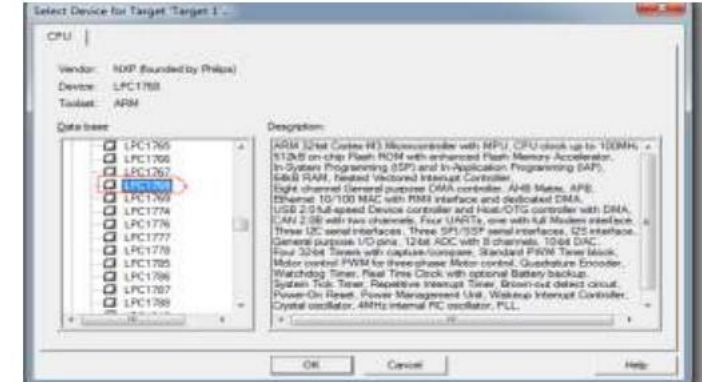 Select Device for Target 'Target 1'...
CPU
Vendor: NXP (founded by Philips)
Device: LPC1768
Toolset: ARM
Data base
Description:
LPC1765
LPC1766
LPC1767
LPC1768
LPC1769
LPC1774
LPC1776
LPC1777
LPC1778
LPC1785
LPC1786
LPC1787
LPC1788
ARM 32-bit Cortex-M3 Microcontroller with MPU, CPU clock up to 100MHz,
512kB on-chip Flash ROM with enhanced Flash Memory Accelerator,
In-System Programming (ISP) and In-Application Programming (IAP),
64kB RAM, Nested Vectored Interrupt Controller,
Eight channel General purpose DMA controller, AHB Matrix, APB,
Ethernet 10/100 MAC with RMII interface and dedicated DMA,
USB 2.0 full-speed Device controller and Host/OTG controller with DMA,
CAN 2.0B with two channels, Four UARTs, one with full Modem interface,
Three I2C serial interfaces, Three SPI/SSP serial interfaces, I2S interface,
General purpose I/O pins, 12-bit ADC with 8 channels, 10-bit DAC,
Four 32-bit Timers with capture/compare, Standard PWM Timer block,
Motor control PWM for three-phase Motor control, Quadrature Encoder,
Watchdog Timer, Real Time Clock with optional Battery backup,
System Tick Timer, Repetitive Interrupt Timer, Brown-out detect circuit,
Power-On Reset, Power Management Unit, Wakeup Interrupt Controller,
Crystal oscillator, 4MHz internal RC oscillator, PLL,
OK Cancel Help